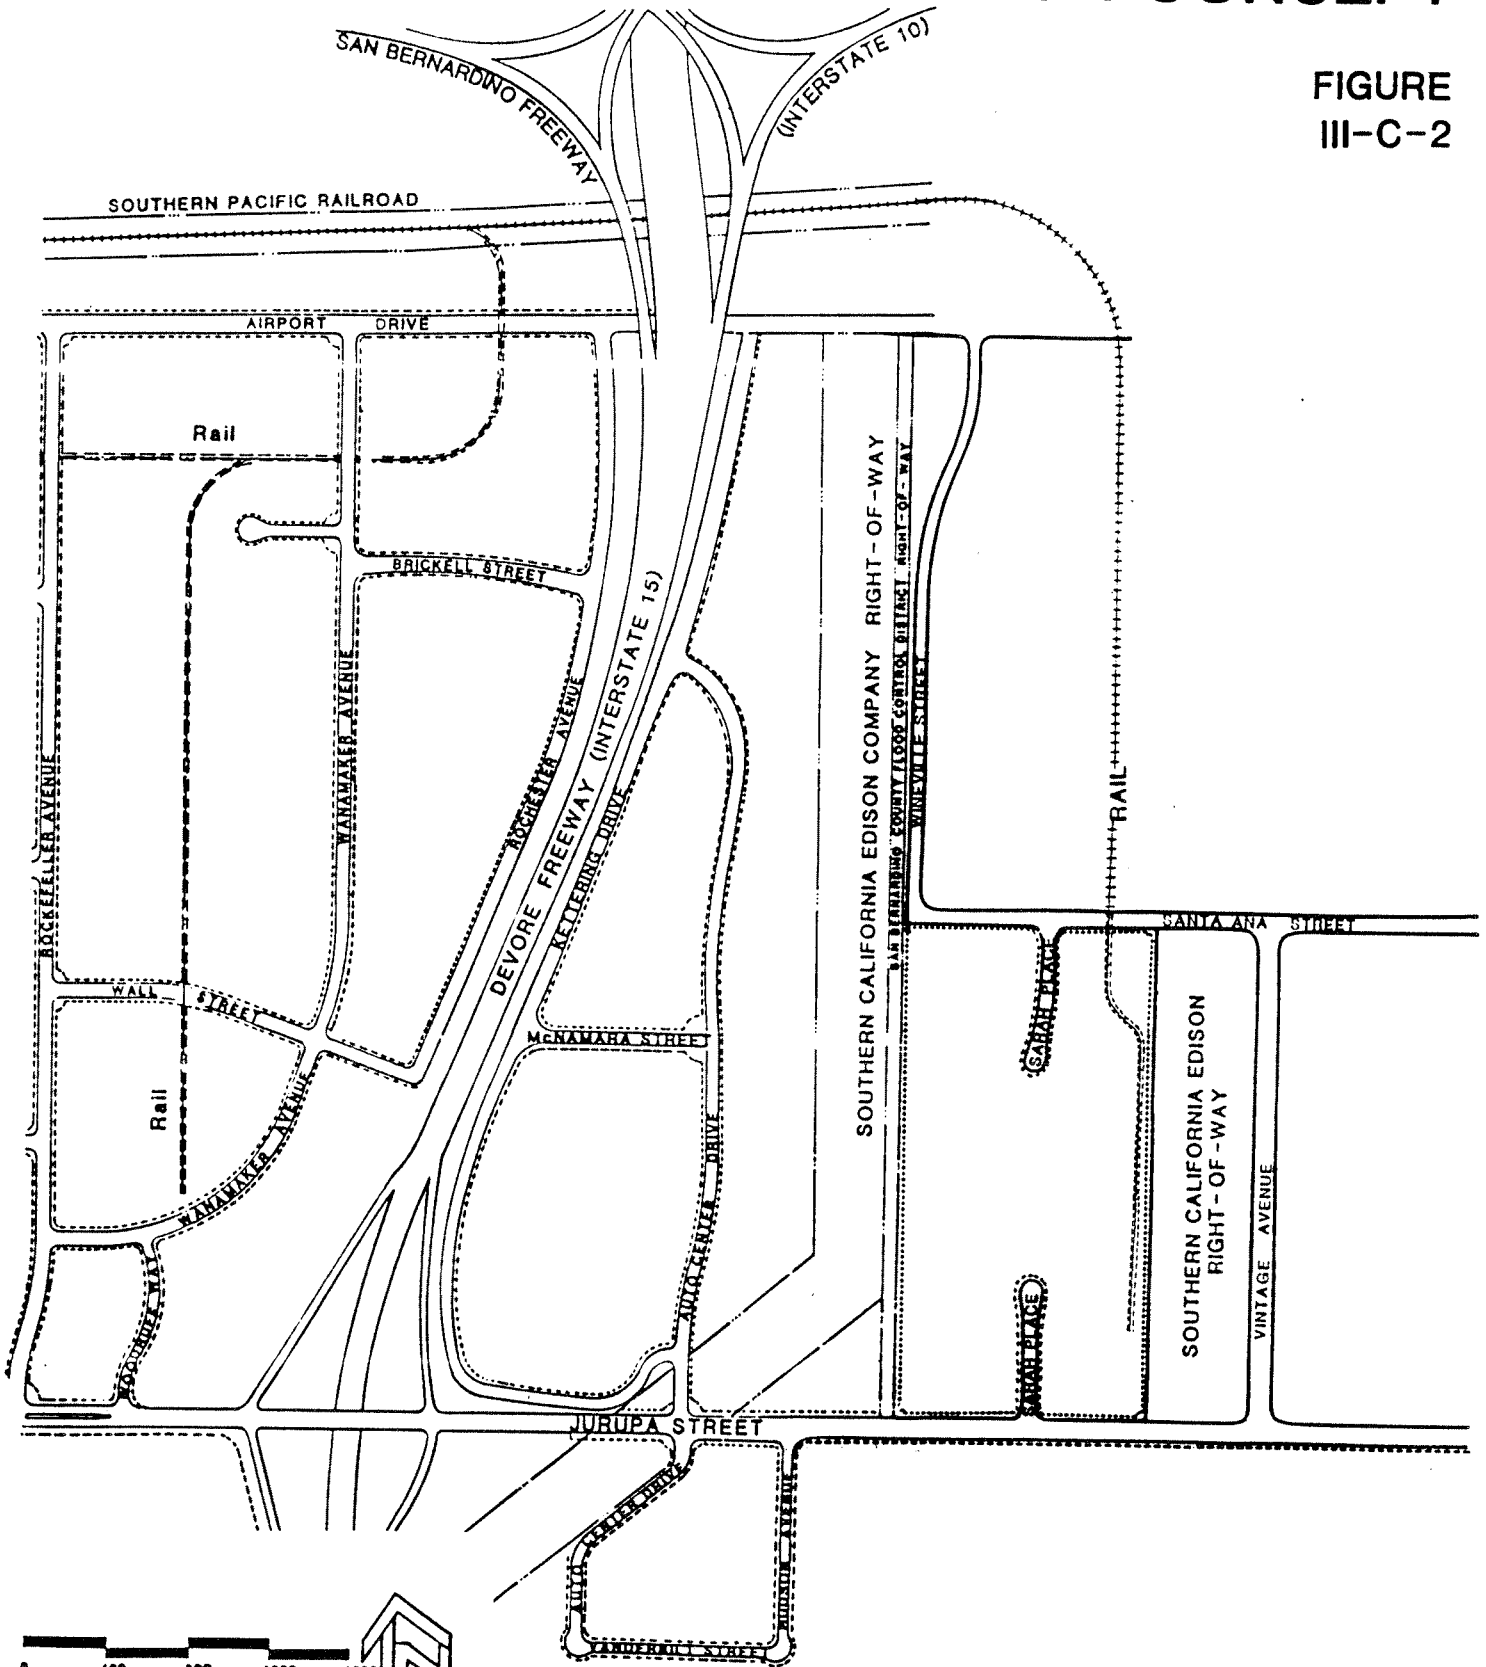 FIGURE
III-C-2
SAN BERNARDINO FREEWAY
(INTERSTATE 10)
SOUTHERN PACIFIC RAILROAD
AIRPORT DRIVE
Rail
BRICKELL STREET
DEVORE FREEWAY (INTERSTATE 15)
ROCHESTER AVENUE
KETTERING DRIVE
WANAMAKER AVENUE
ROCKEFELLER AVENUE
SOUTHERN CALIFORNIA EDISON COMPANY RIGHT-OF-WAY
SAN BERNARDINO COUNTY FLOOD CONTROL DISTRICT RIGHT-OF-WAY
WINEVILLE STREET
RAIL
SANTA ANA STREET
WALL STREET
McNAMARA STREET
SARAH PLACE
Rail
WANAMAKER AVENUE
AUTO CENTER DRIVE
SOUTHERN CALIFORNIA EDISON
RIGHT-OF-WAY
VINTAGE AVENUE
WOODRUFF WAY
SARAH PLACE
JURUPA STREET
AUTO CENTER DRIVE
HUDSON AVENUE
VANDERBILT STREET